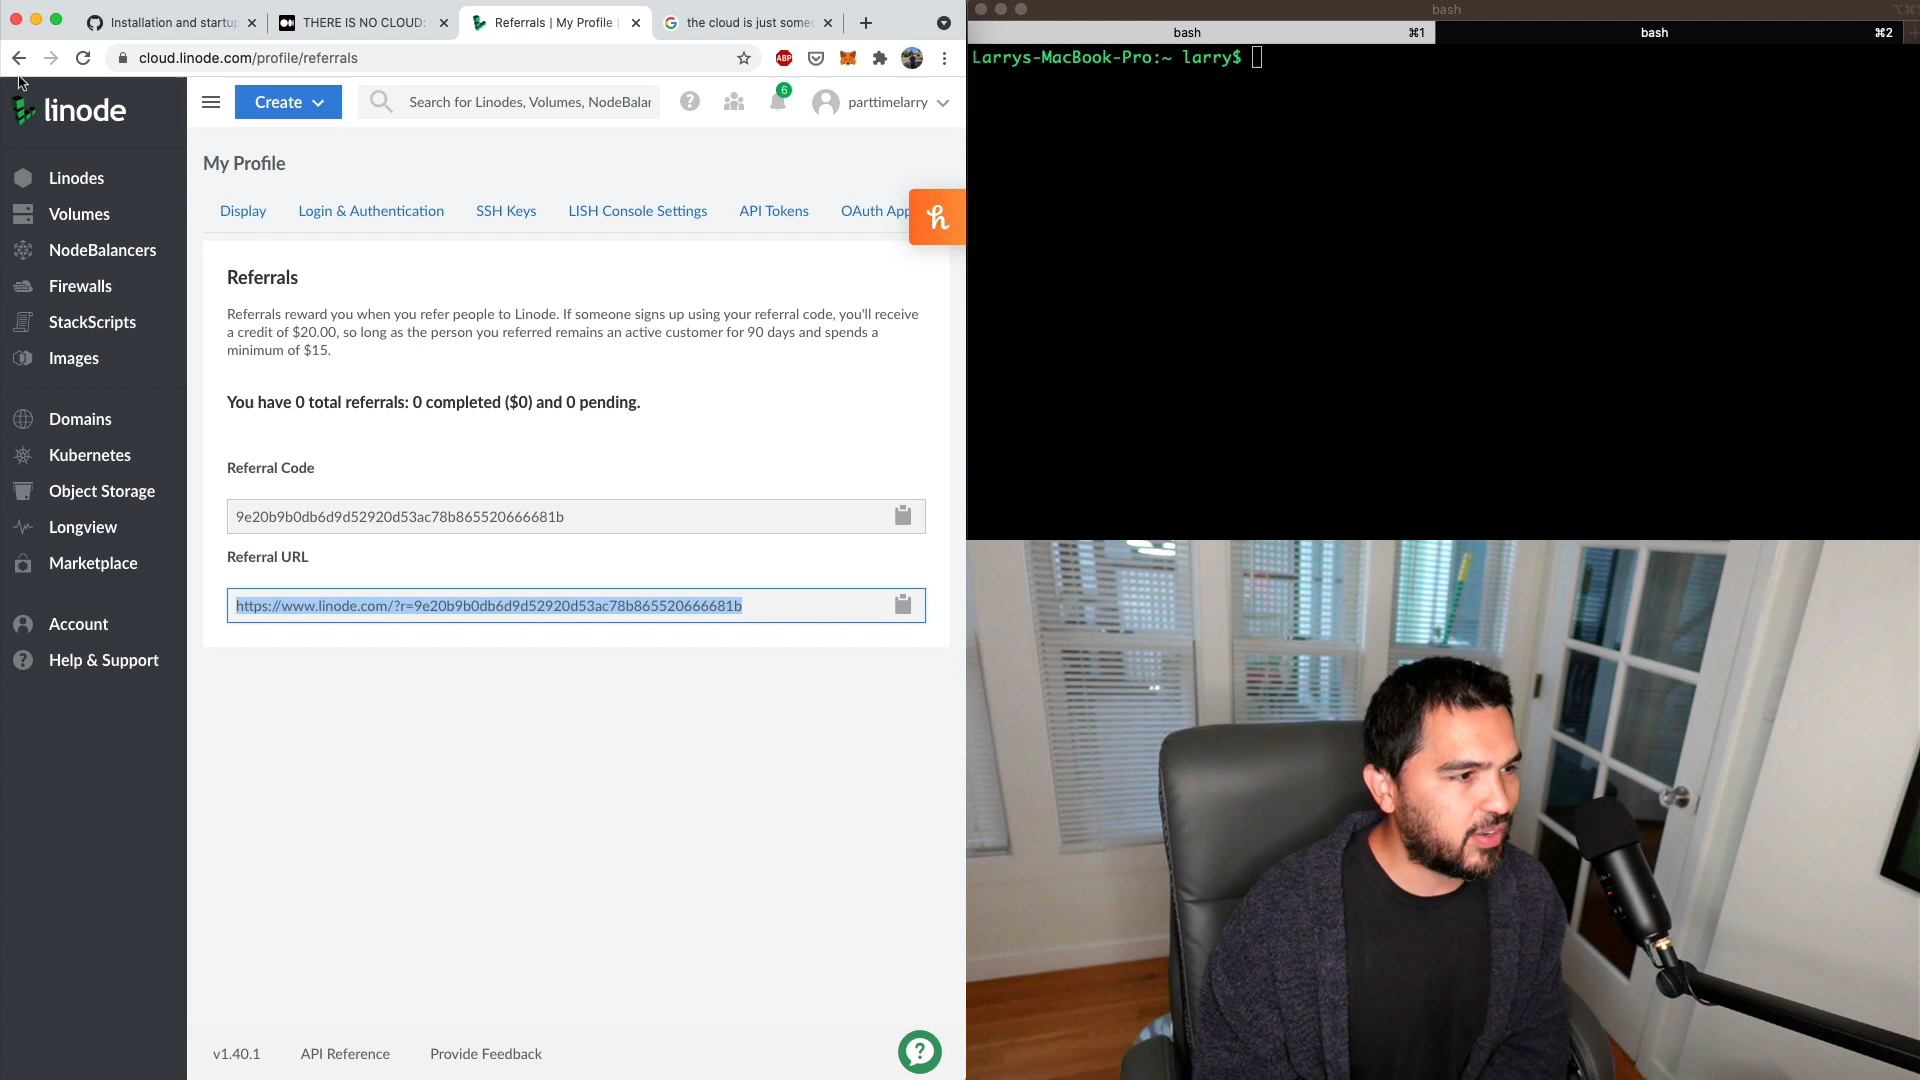 Installation and startup
THERE IS NO CLOUD:
Referrals | My Profile |
the cloud is just some
cloud.linode.com/profile/referrals
ABP
linode
Create
Search for Linodes, Volumes, NodeBalan
6
parttimelarry
Linodes
Volumes
NodeBalancers
Firewalls
StackScripts
Images
Domains
Kubernetes
Object Storage
Longview
Marketplace
Account
Help & Support
My Profile
Display
Login & Authentication
SSH Keys
LISH Console Settings
API Tokens
OAuth App
Referrals
Referrals reward you when you refer people to Linode. If someone signs up using your referral code, you'll receive
a credit of $20.00, so long as the person you referred remains an active customer for 90 days and spends a
minimum of $15.
You have 0 total referrals: 0 completed ($0) and 0 pending.
Referral Code
9e20b9b0db6d9d52920d53ac78b865520666681b
Referral URL
https://www.linode.com/?r=9e20b9b0db6d9d52920d53ac78b865520666681b
v1.40.1
API Reference
Provide Feedback
bash
bash
⌘1
bash
⌘2
Larrys-MacBook-Pro:~ larry$